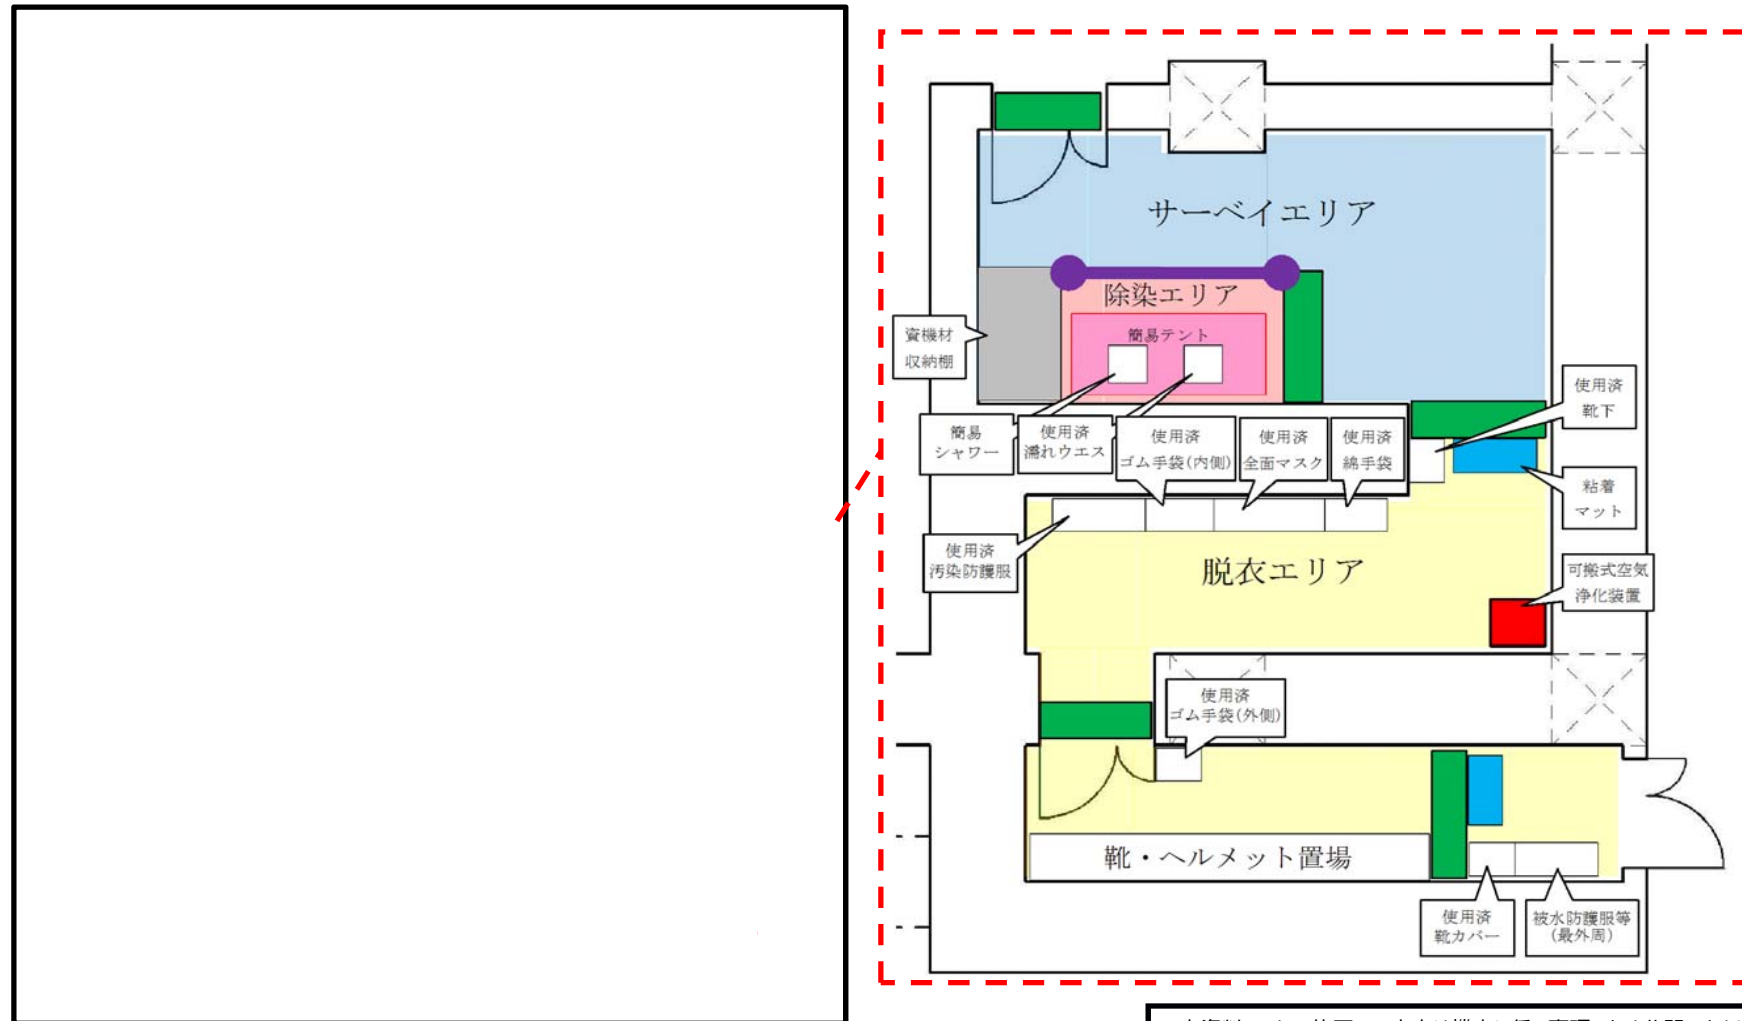 サーベイエリア
除染エリア
簡易テント
資機材
収納棚
使用済
靴下
簡易
シャワー
使用済
濡れウエス
使用済
ゴム手袋(内側)
使用済
全面マスク
使用済
綿手袋
粘着
マット
使用済
汚染防護服
脱衣エリア
可搬式空気
浄化装置
使用済
ゴム手袋(外側)
靴・ヘルメット置場
使用済
靴カバー
被水防護服等
(最外周)